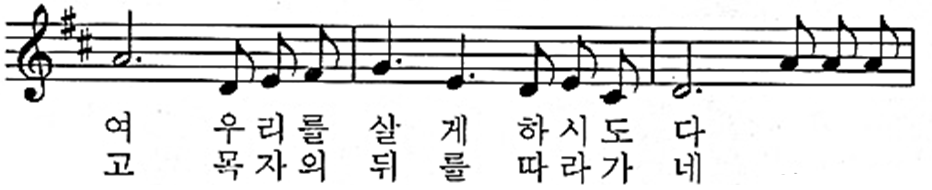 여 우 리 를 살 게 하 시 도 다
고 목 자 의 뒤 를 따 라 가 네